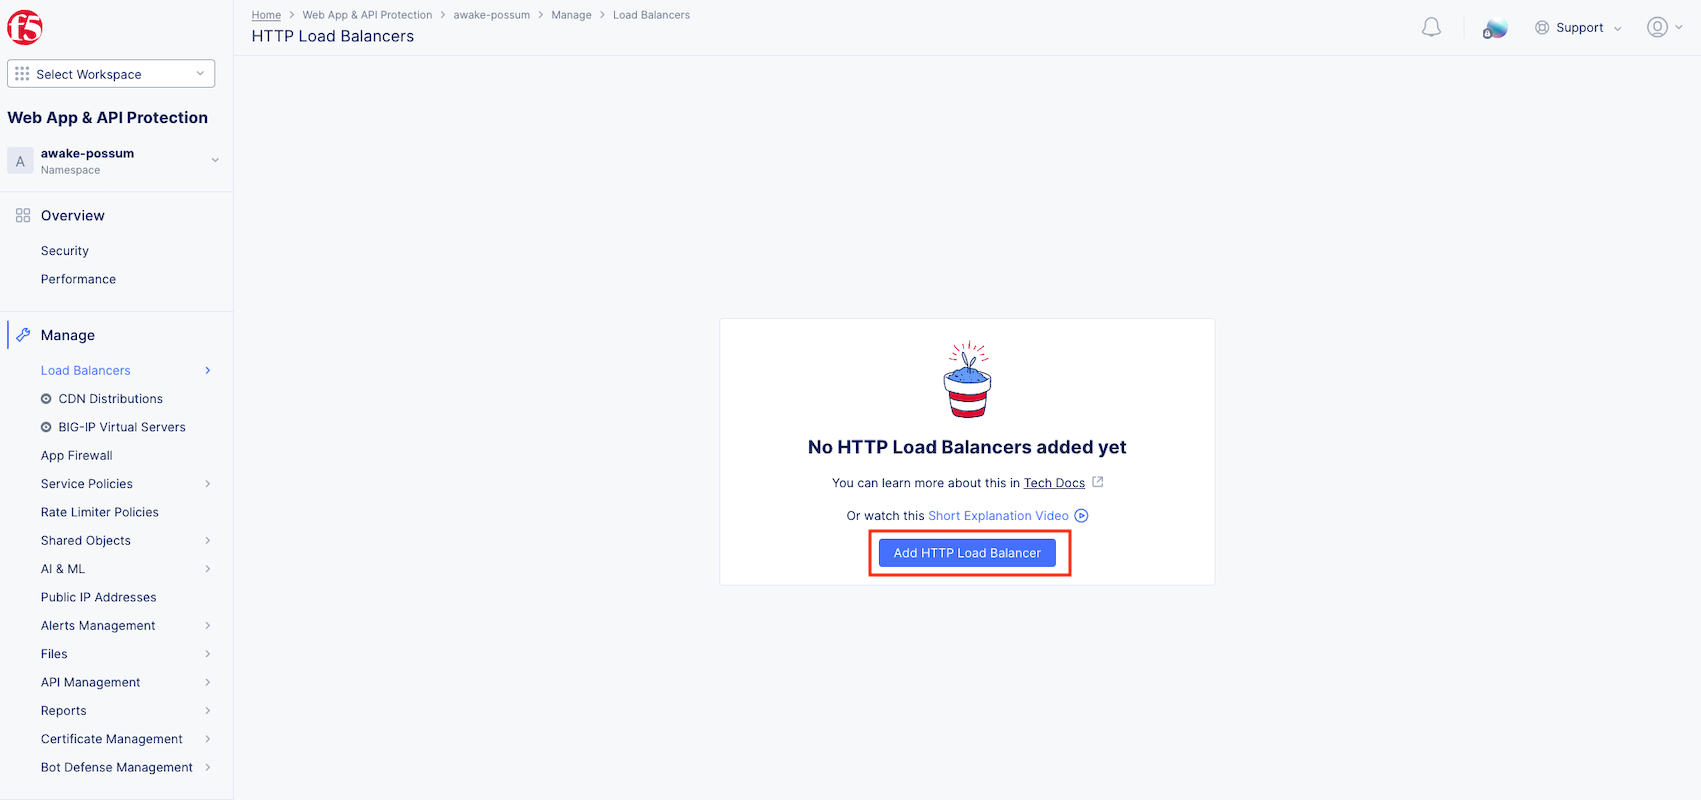 f5
Select Workspace
Web App & API Protection
A
awake-possum
Namespace
Overview
Security
Performance
Manage
Load Balancers
CDN Distributions
BIG-IP Virtual Servers
App Firewall
Service Policies
Rate Limiter Policies
Shared Objects
AI & ML
Public IP Addresses
Alerts Management
Files
API Management
Reports
Certificate Management
Bot Defense Management
Home > Web App & API Protection > awake-possum > Manage > Load Balancers
HTTP Load Balancers
Support
No HTTP Load Balancers added yet
You can learn more about this in Tech Docs
Or watch this Short Explanation Video
Add HTTP Load Balancer